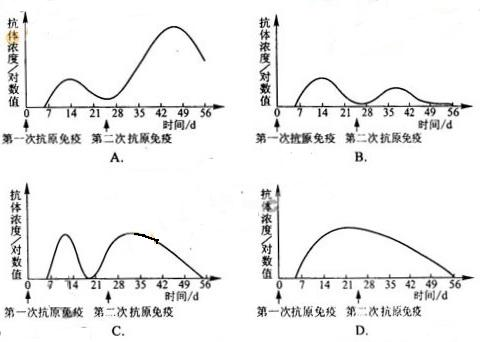 抗体浓度/对数值
0 7 14 21 28 35 42 49 56
时间/d
第一次抗原免疫 第二次抗原免疫
A.
抗体浓度/对数值
0 7 14 21 28 35 42 49 56
时间/d
第一次抗原免疫 第二次抗原免疫
B.
抗体浓度/对数值
0 7 14 21 28 35 42 49 56
时间/d
第一次抗原免疫 第二次抗原免疫
C.
抗体浓度/对数值
0 7 14 21 28 35 42 49 56
时间/d
第一次抗原免疫 第二次抗原免疫
D.